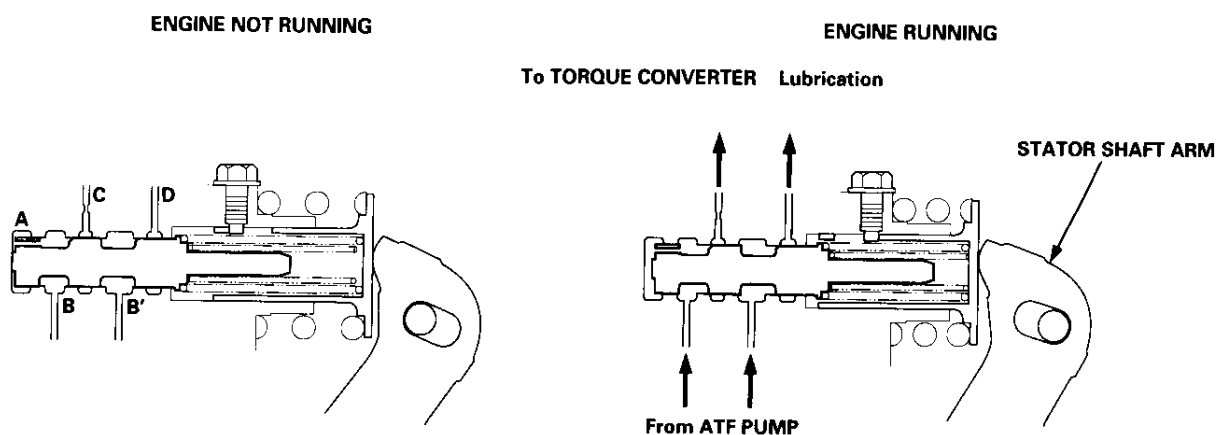 ENGINE NOT RUNNING
ENGINE RUNNING
To TORQUE CONVERTER Lubrication
STATOR SHAFT ARM
C D
A
B B'
From ATF PUMP